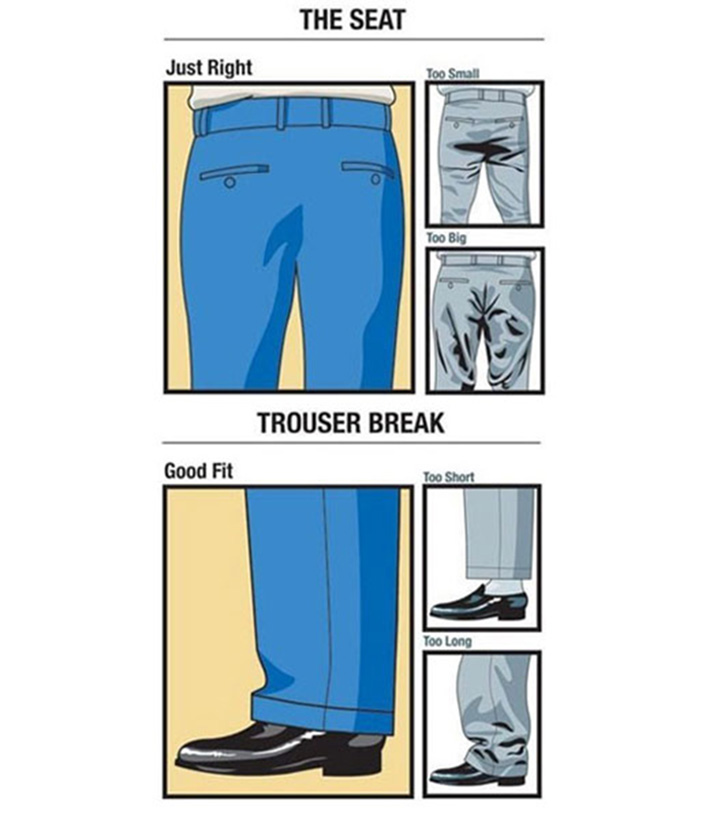 THE SEAT
Just Right
Too Small
Too Big
TROUSER BREAK
Good Fit
Too Short
Too Long